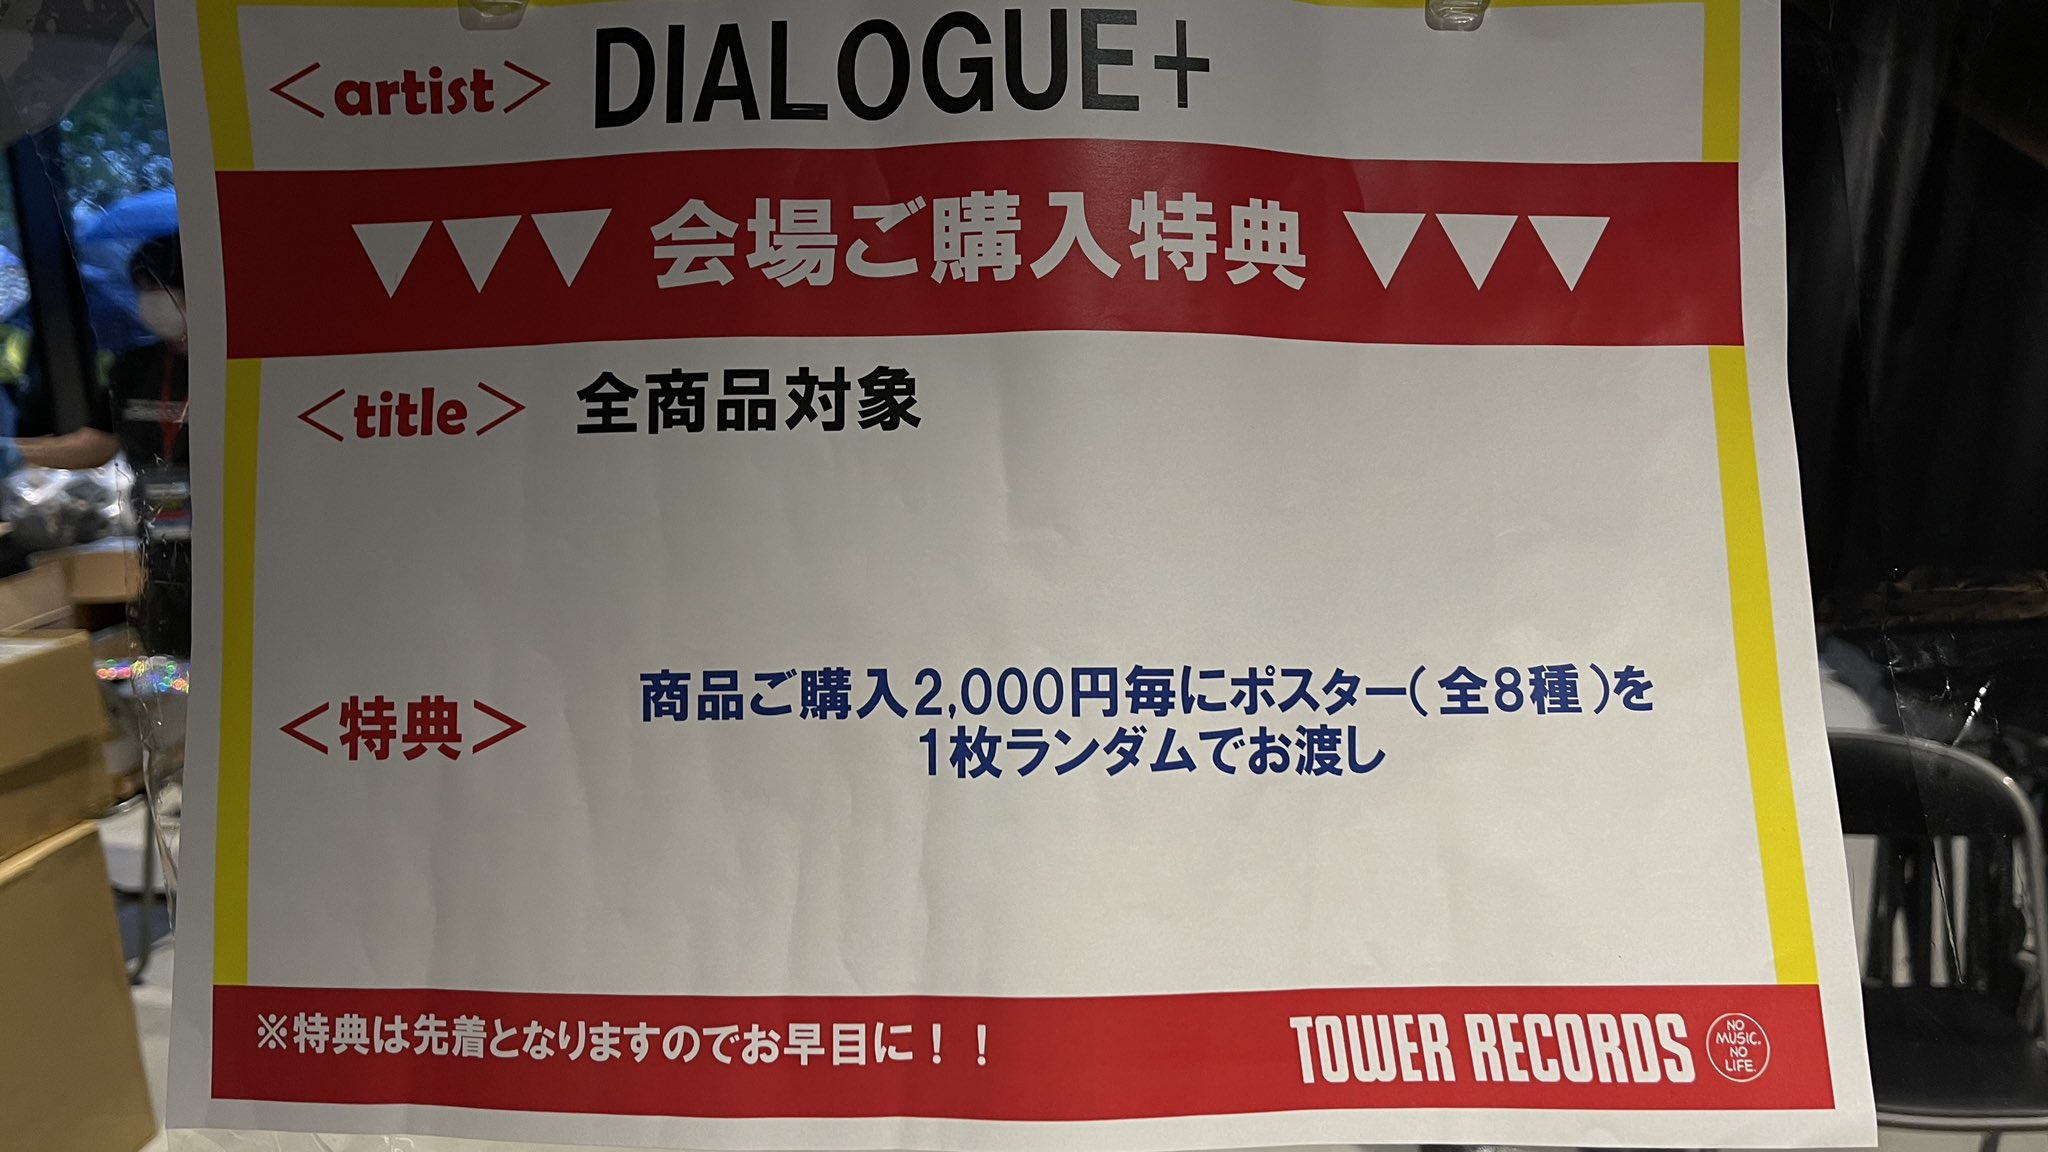 <artist> DIALOGUE+
▼▼▼ 会場ご購入特典 ▼▼▼
<title> 全商品対象
<特典> 商品ご購入2,000円毎にポスター(全8種)を
1枚ランダムでお渡し
※特典は先着となりますのでお早目に！！
TOWER RECORDS
NO
MUSIC.
NO
LIFE.